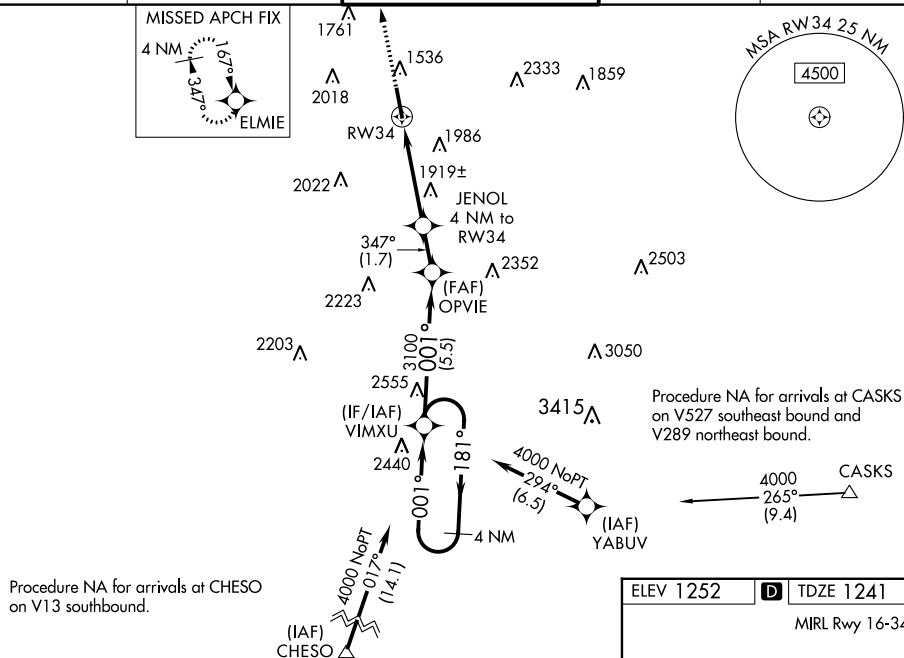 MISSED APCH FIX
4 NM
167°
347°
ELMIE
1761
1536
2018
2333
1859
MSA RW34 25 NM
4500
RW34
1986
1919±
2022
JENOL
4 NM to
RW34
347°
(1.7)
2352
2503
(FAF)
OPVIE
2223
3100
001°
(5.5)
2203
3050
2555
3415
(IF/IAF)
VIMXU
2440
181°
001°
4 NM
Procedure NA for arrivals at CASKS
on V527 southeast bound and
V289 northeast bound.
4000 NoPT
294°
(6.5)
(IAF)
YABUV
CASKS
4000
265°
(9.4)
4000 NoPT
017°
(14.1)
Procedure NA for arrivals at CHESO
on V13 southbound.
(IAF)
CHESO
ELEV 1252
D
TDZE 1241
MIRL Rwy 16-34